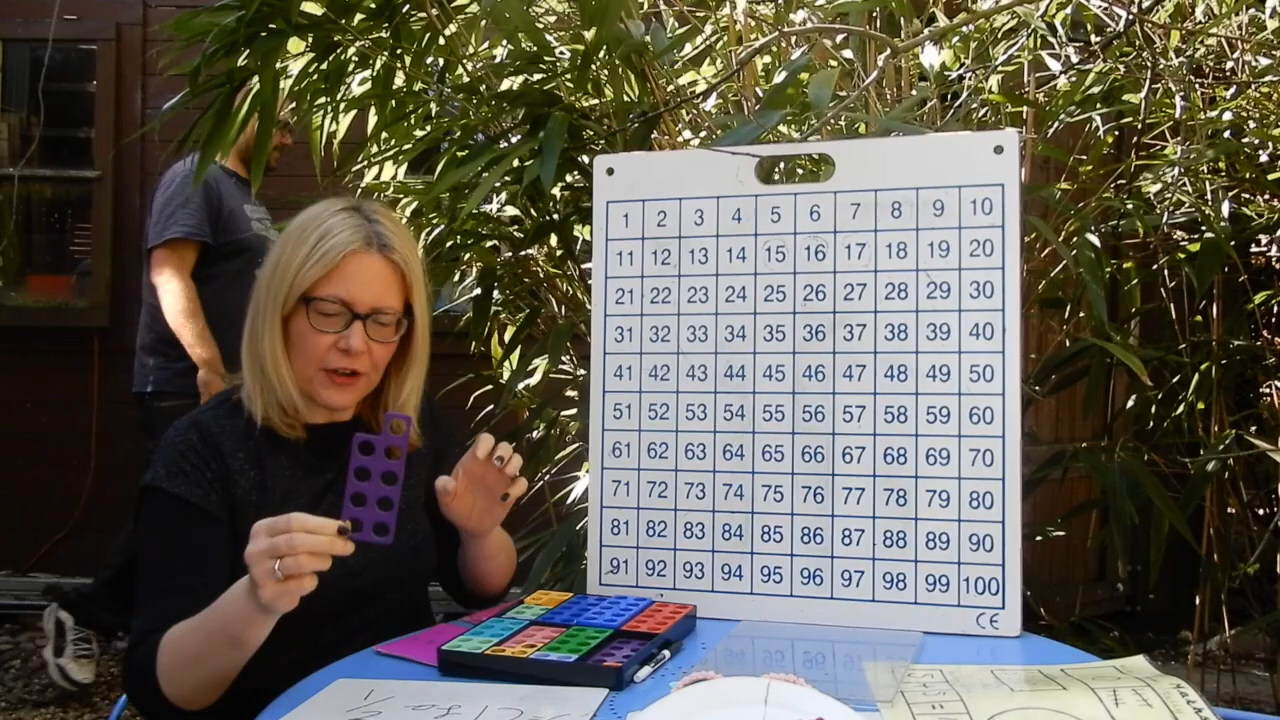 1 2 3 4 5 6 7 8 9 10
11 12 13 14 15 16 17 18 19 20
21 22 23 24 25 26 27 28 29 30
31 32 33 34 35 36 37 38 39 40
41 42 43 44 45 46 47 48 49 50
51 52 53 54 55 56 57 58 59 60
61 62 63 64 65 66 67 68 69 70
71 72 73 74 75 76 77 78 79 80
81 82 83 84 85 86 87 88 89 90
91 92 93 94 95 96 97 98 99 100
CE